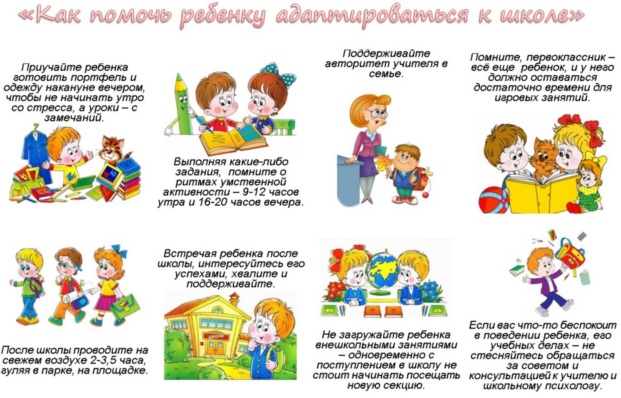 «Как помочь ребенку адаптироваться к школе»
Приучайте ребенка
готовить портфель и
одежду накануне вечером,
чтобы не начинать утро
со стресса, а уроки – с
замечаний.
Выполняя какие-либо
задания, помните о
ритмах умственной
активности – 9-12 часов
утра и 16-20 часов вечера.
Поддерживайте
авторитет учителя в
семье.
Помните, первоклассник –
всё еще ребенок, и у него
должно оставаться
достаточно времени для
игровых занятий.
После школы проводите на
свежем воздухе 2-3,5 часа,
гуляя в парке, на площадке.
Встречая ребенка после
школы, интересуйтесь его
успехами, хвалите и
поддерживайте.
Не загружайте ребенка
внешкольными занятиями
– одновременно с
поступлением в школу не
стоит начинать посещать
новую секцию.
Если вас что-то беспокоит
в поведении ребенка, его
учебных делах – не
стесняйтесь обращаться
за советом и
консультацией к учителю и
школьному психологу.